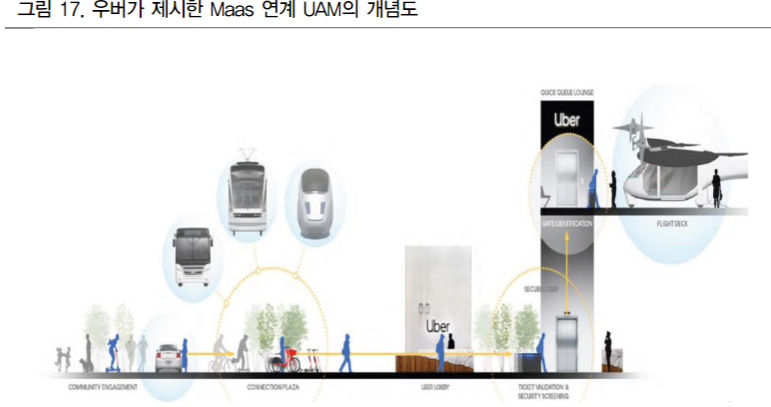 그림 17. 우버가 제시한 Maas 연계 UAM의 개념도
QUICK QUEUE LOUNGE
Uber
GATE IDENTIFICATION
FLIGHT DECK
SECURE LOBBY
Uber
COMMUNITY ENGAGEMENT
CONNECTION PLAZA
UBER LOBBY
TICKET VALIDATION &
SECURITY SCREENING